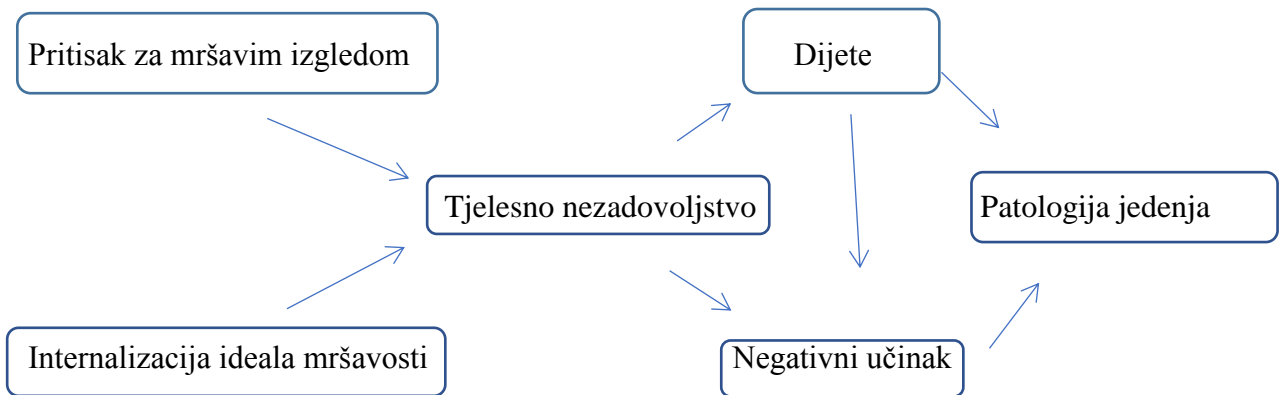 Pritisak za mršavim izgledom
Dijete
Tjelesno nezadovoljstvo
Patologija jedenja
Internalizacija ideala mršavosti
Negativni učinak